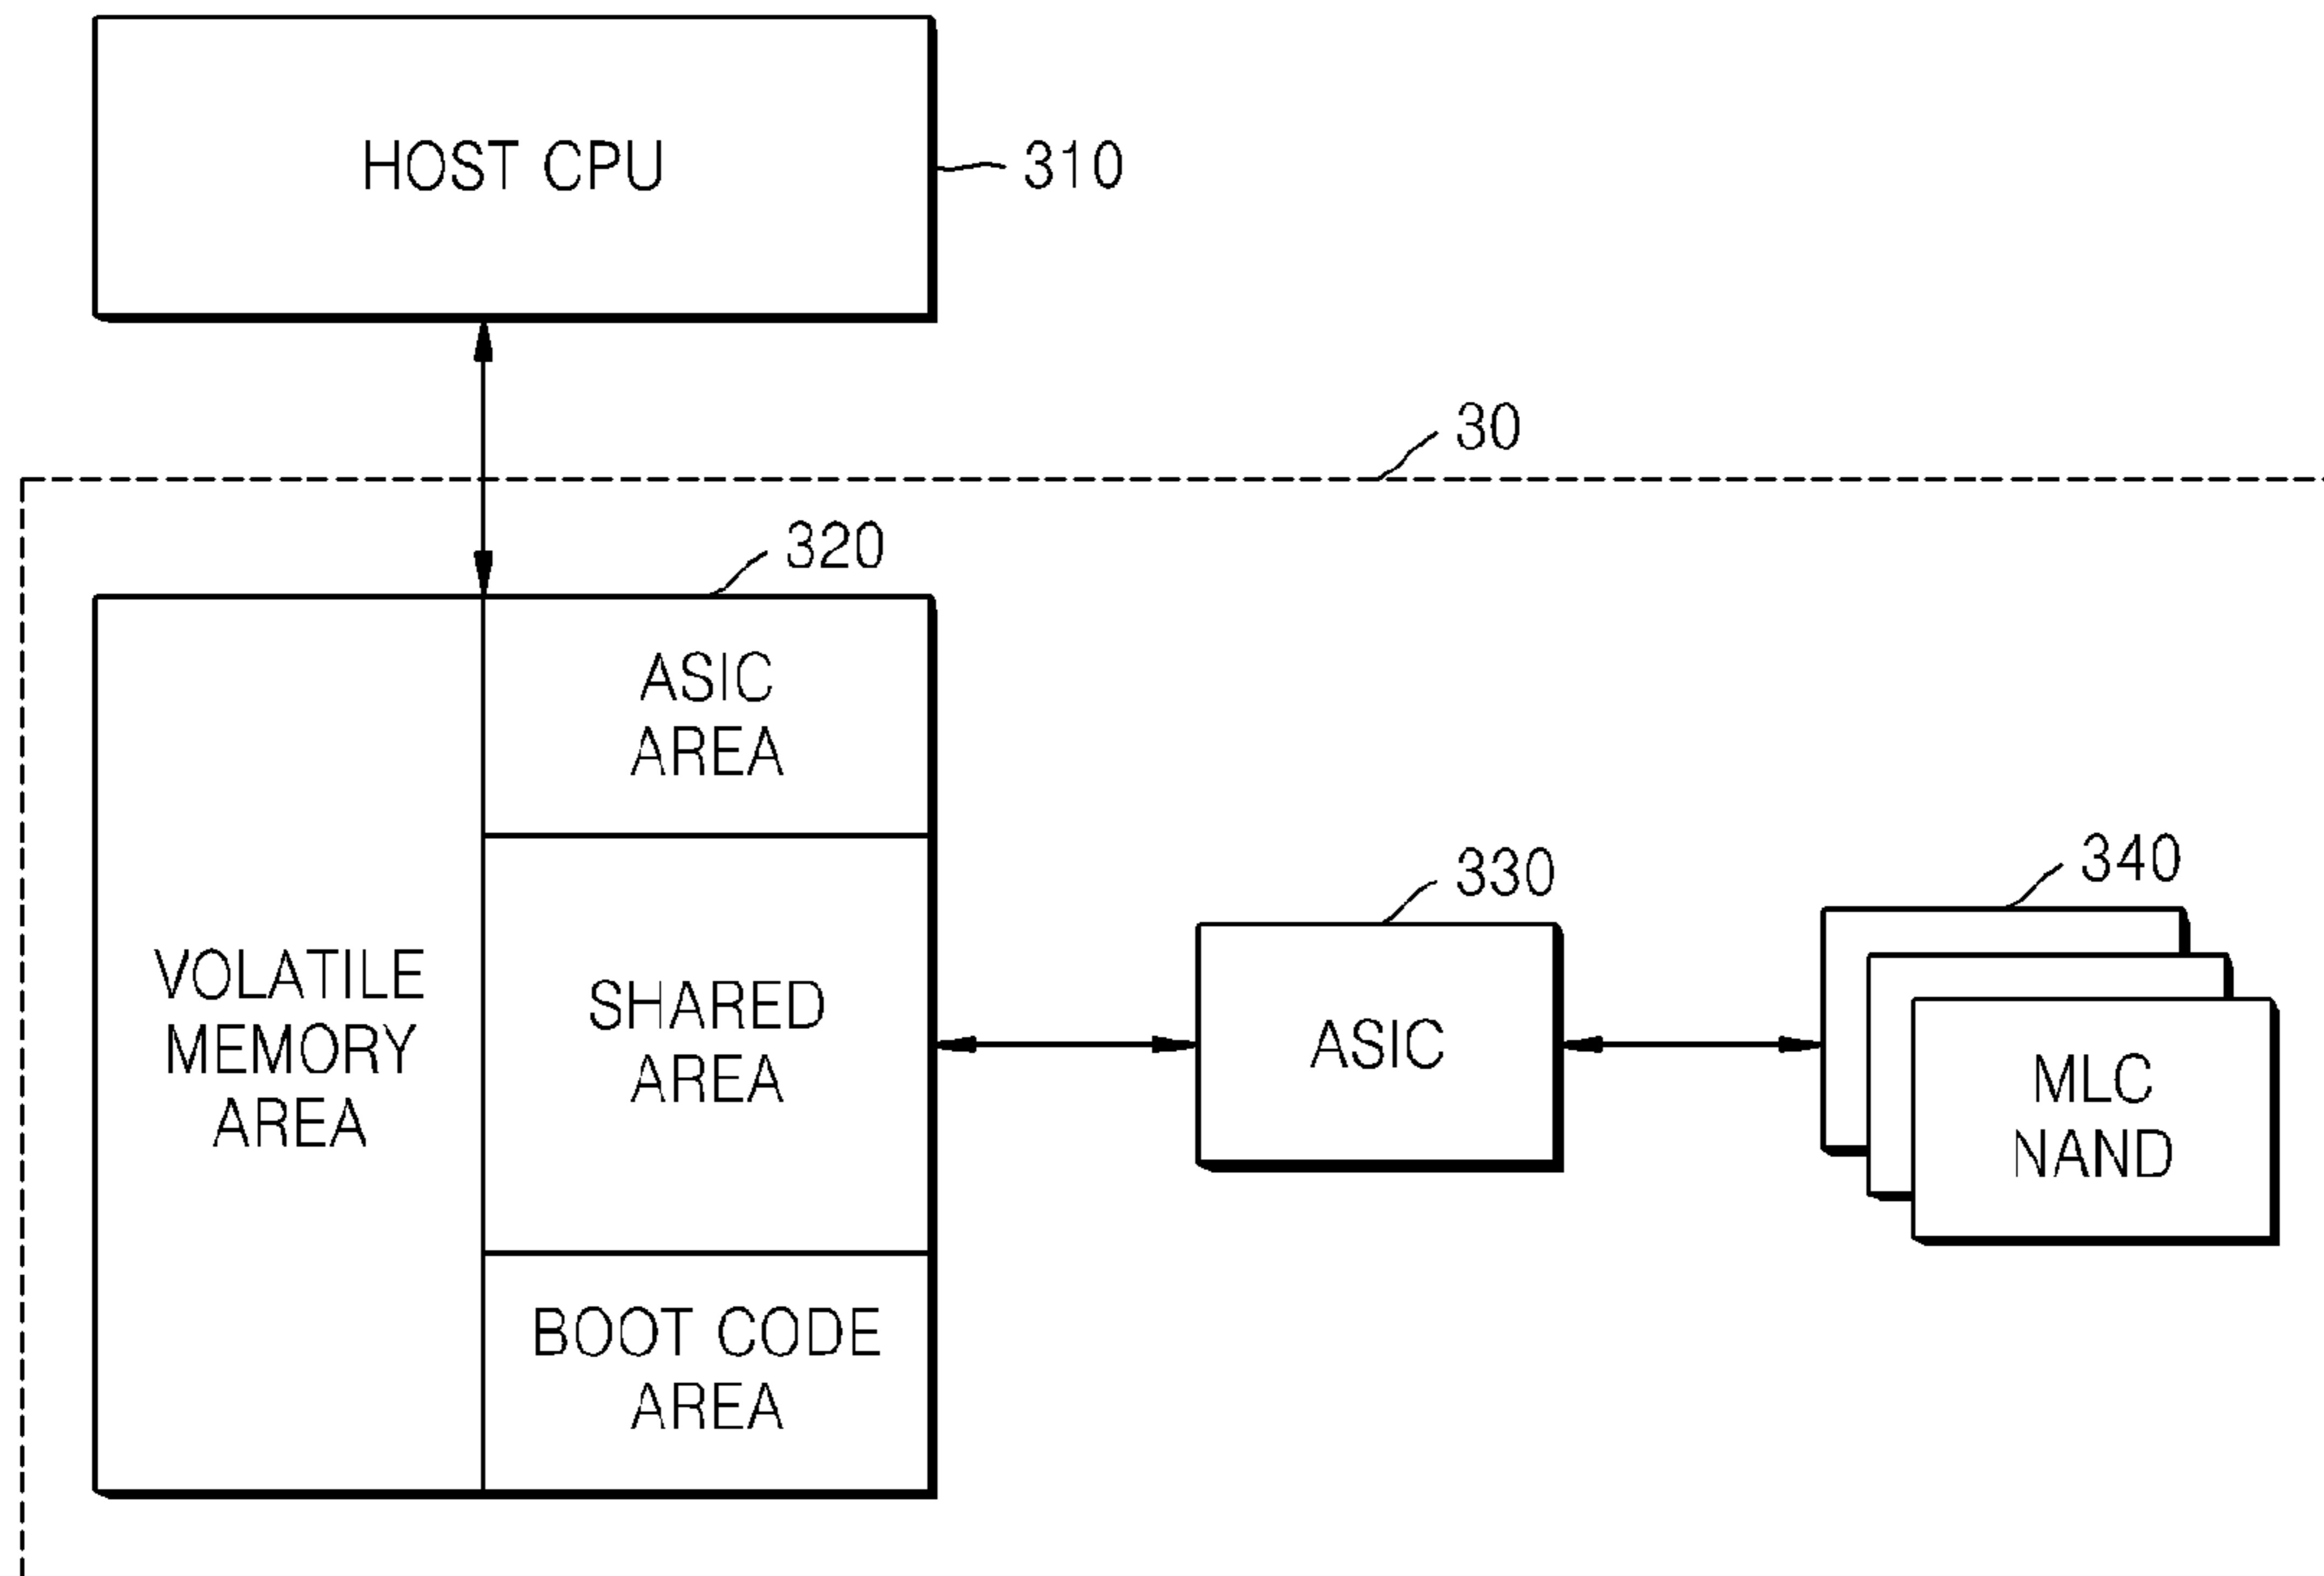 HOST CPU
310
30
320
ASIC
AREA
VOLATILE
MEMORY
AREA
SHARED
AREA
BOOT CODE
AREA
330
ASIC
340
MLC
NAND